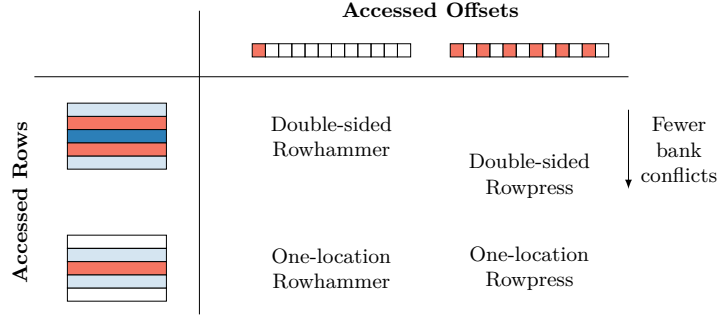 Accessed Offsets
Accessed Rows
Double-sided
Rowhammer
Double-sided
Rowpress
Fewer
bank
conflicts
One-location
Rowhammer
One-location
Rowpress